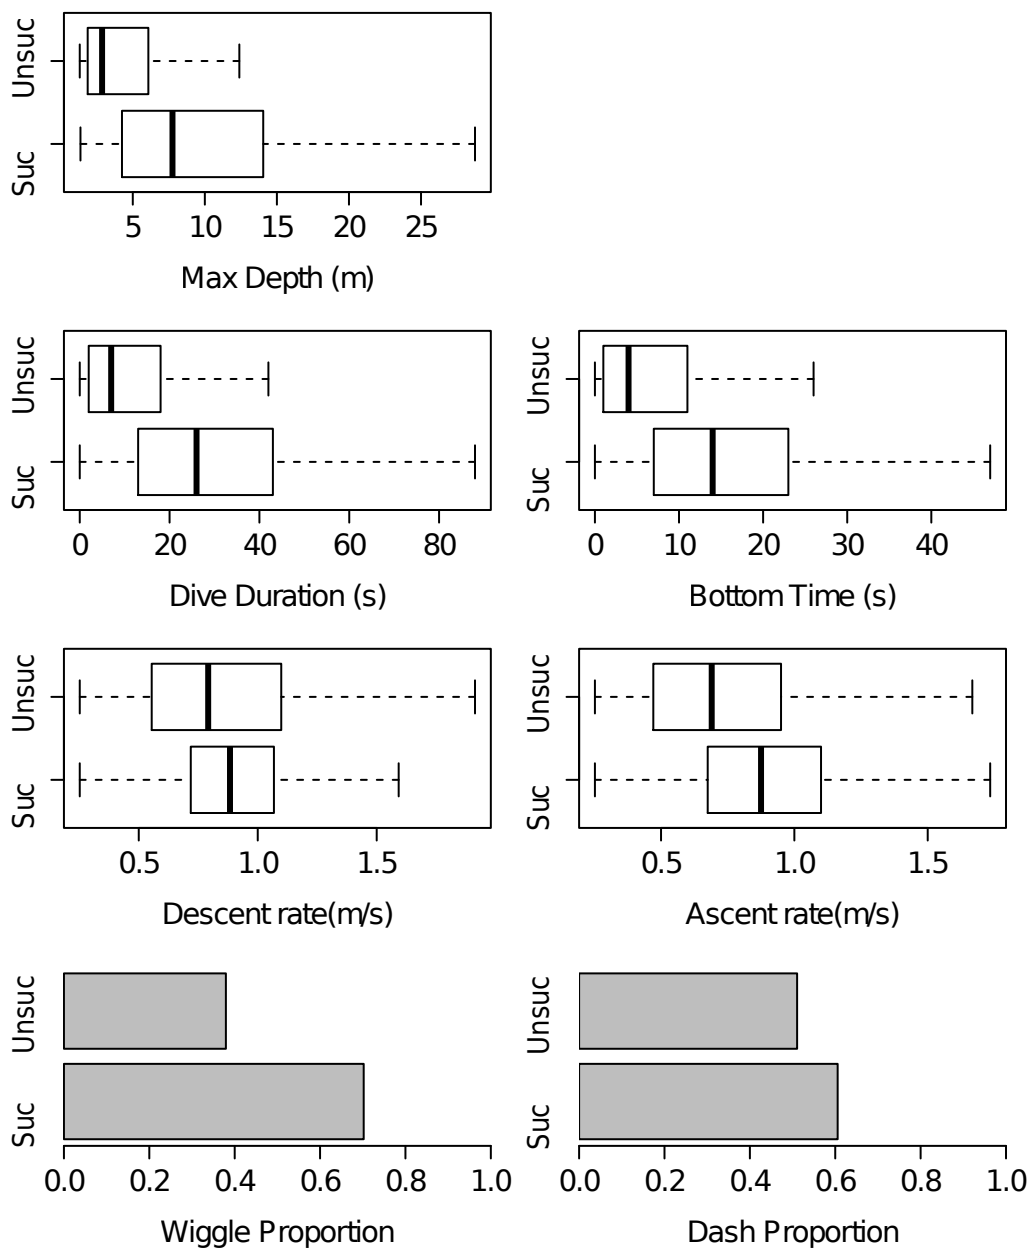 Unsuc
Suc
5 10 15 20 25
Max Depth (m)
Unsuc
Suc
0 20 40 60 80
Dive Duration (s)
Unsuc
Suc
0 10 20 30 40
Bottom Time (s)
Unsuc
Suc
0.5 1.0 1.5
Descent rate(m/s)
Unsuc
Suc
0.5 1.0 1.5
Ascent rate(m/s)
Unsuc
Suc
0.0 0.2 0.4 0.6 0.8 1.0
Wiggle Proportion
Unsuc
Suc
0.0 0.2 0.4 0.6 0.8 1.0
Dash Proportion